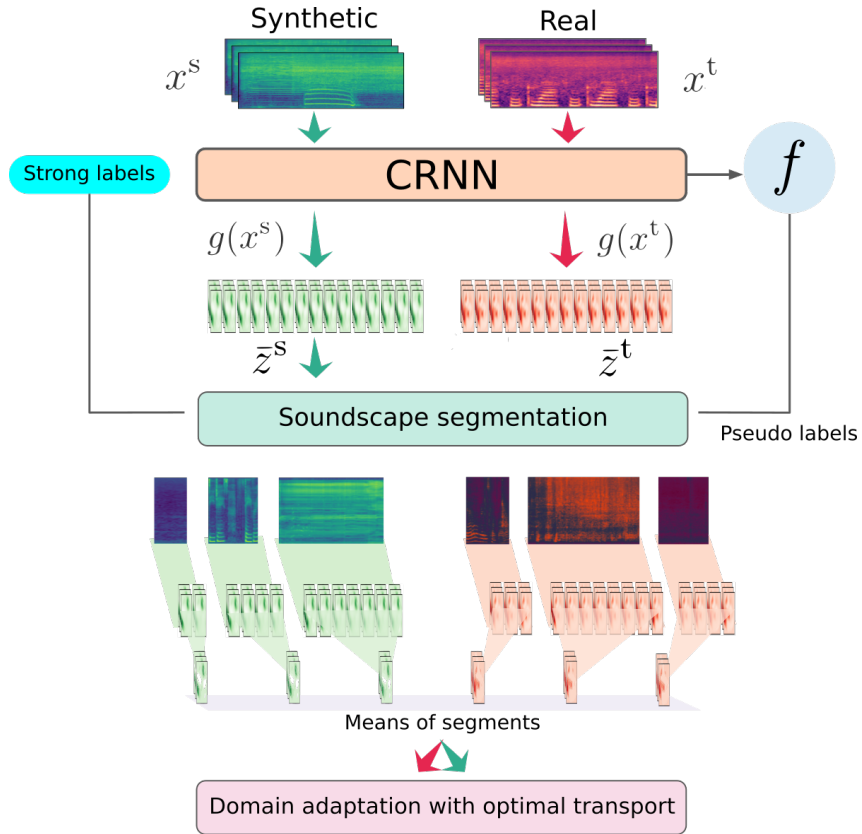 Synthetic
Real
xˢ
xᵗ
Strong labels
CRNN
f
g(xˢ)
g(xᵗ)
z̄ˢ
z̄ᵗ
Soundscape segmentation
Pseudo labels
Means of segments
Domain adaptation with optimal transport